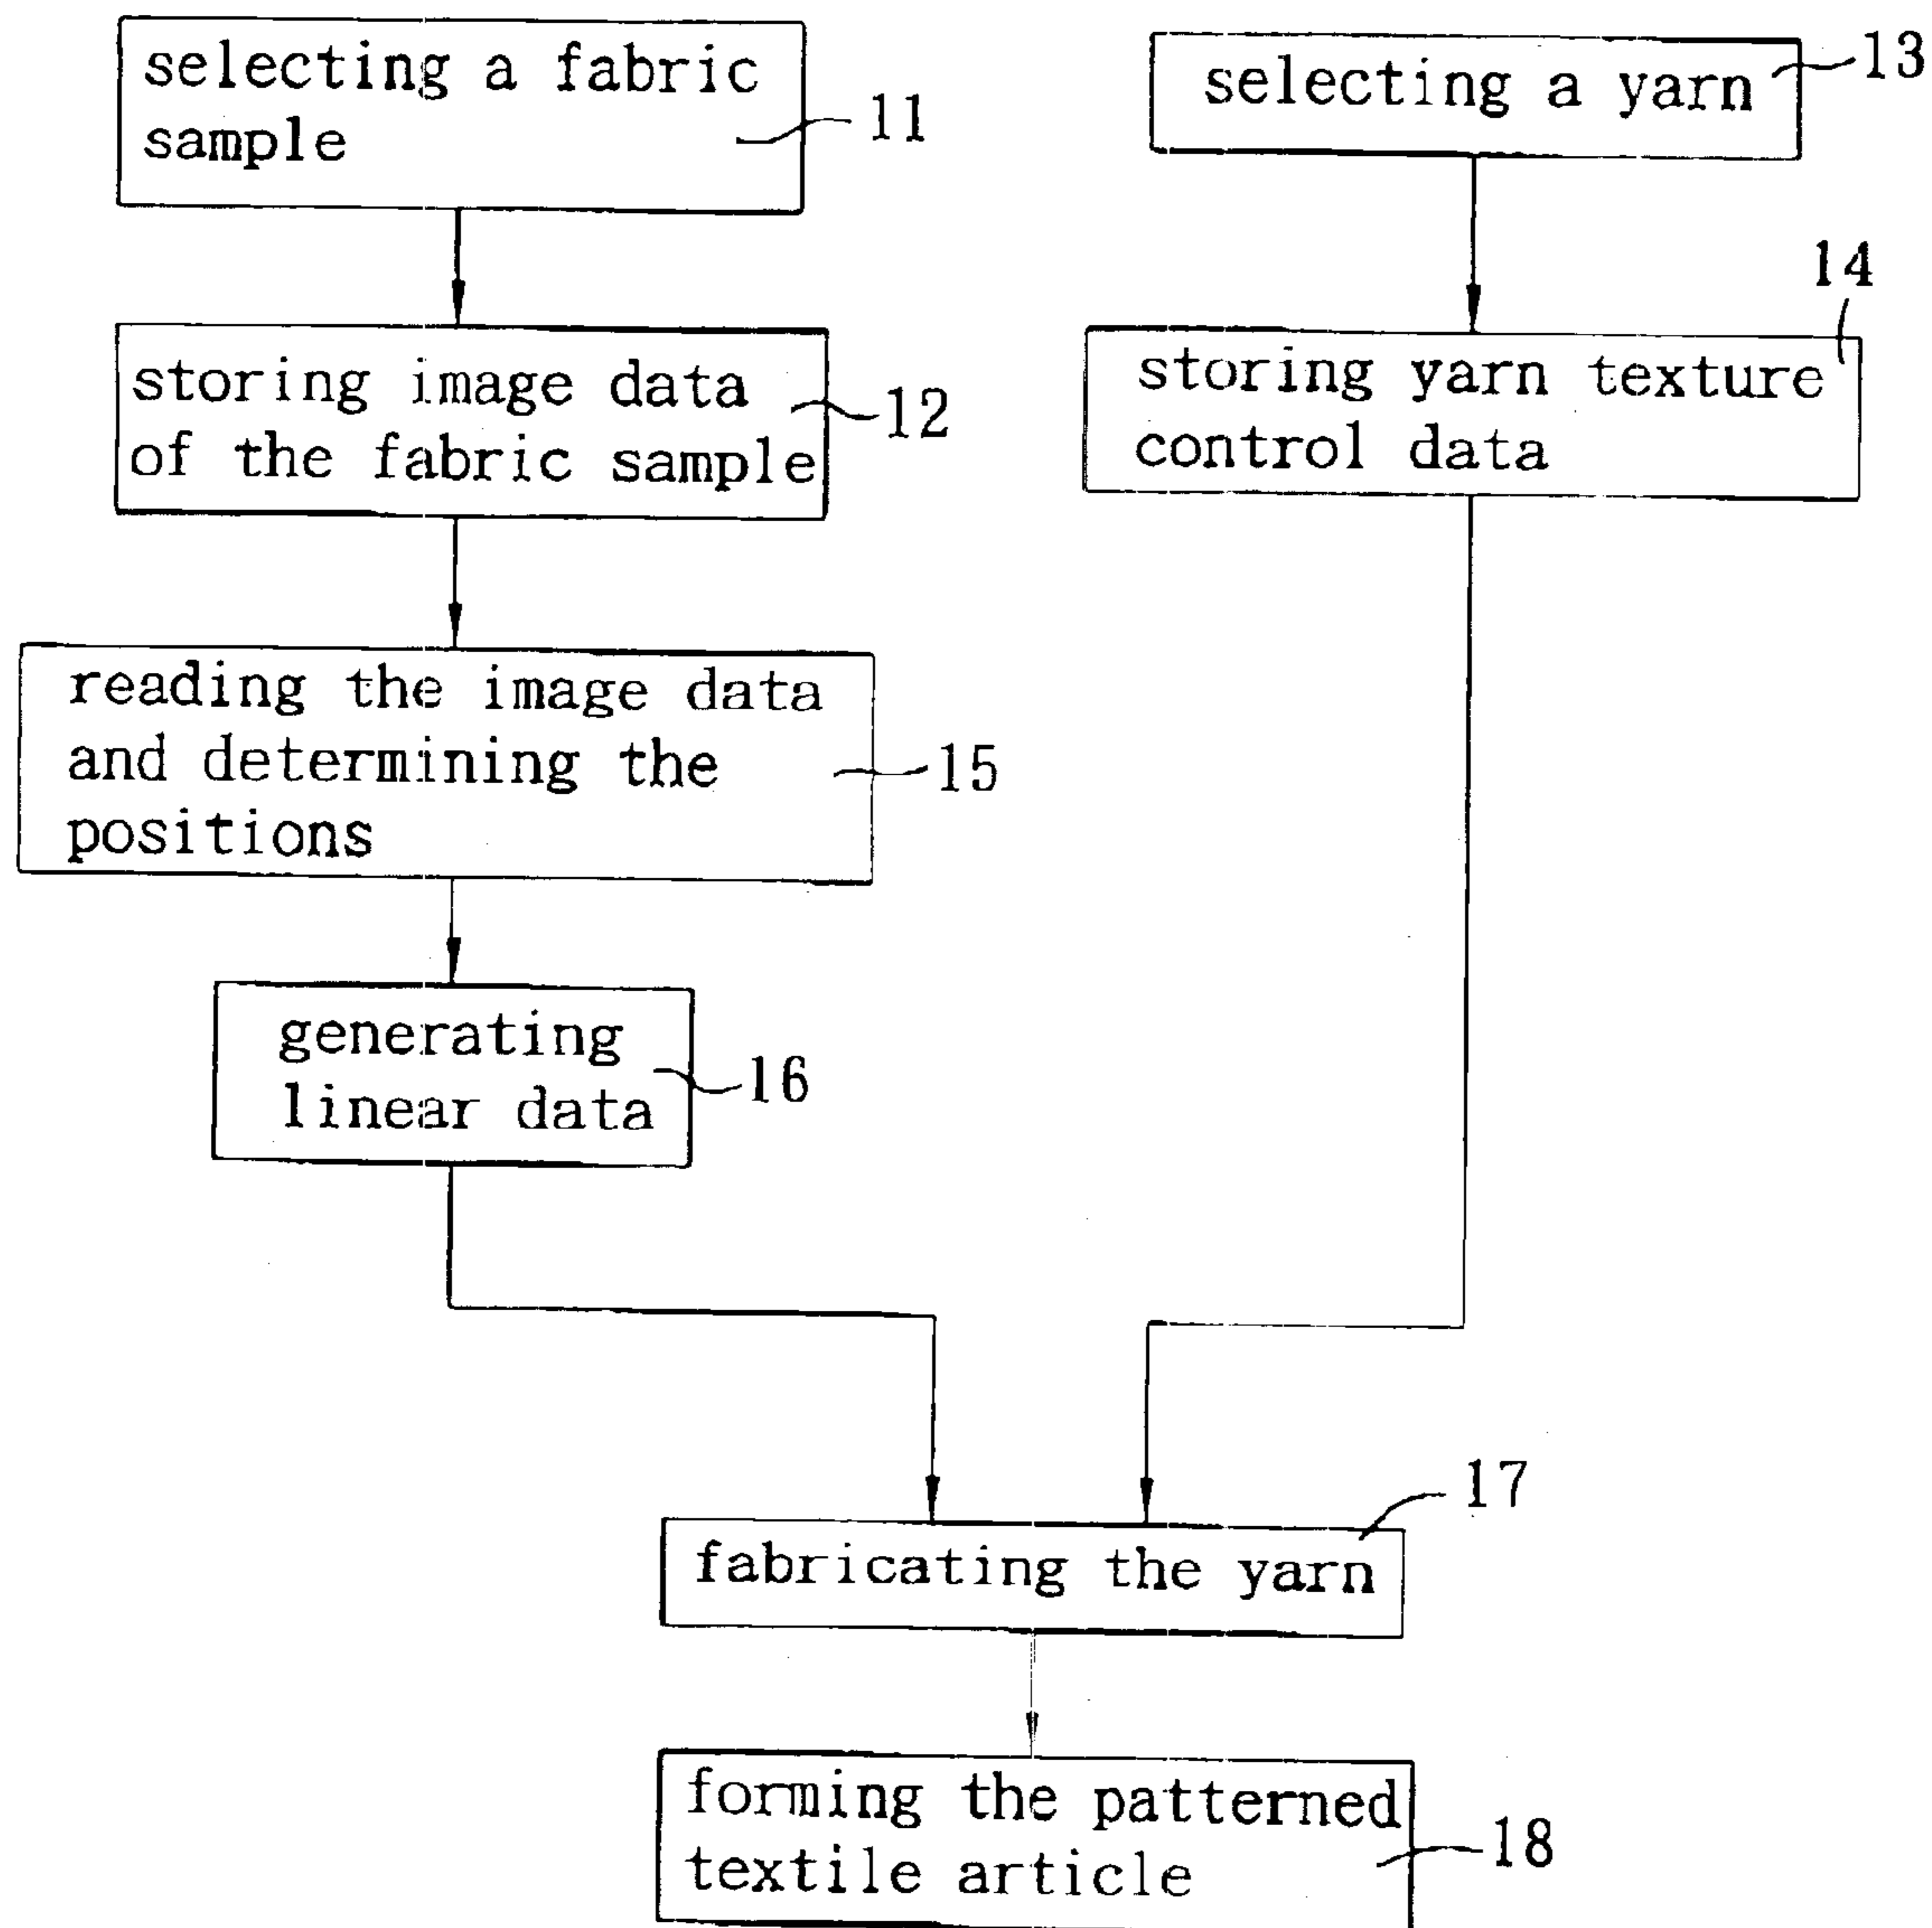 selecting a fabric
sample
11
selecting a yarn
13
storing image data
of the fabric sample
12
14
storing yarn texture
control data
reading the image data
and determining the
positions
15
generating
linear data
16
17
fabricating the yarn
forming the patterned
textile article
18